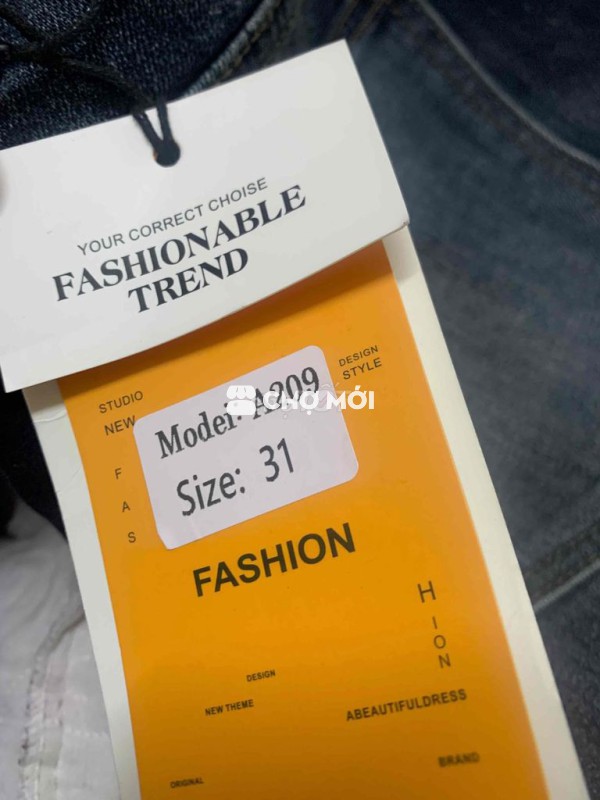 YOUR CORRECT CHOISE
FASHIONABLE
TREND
STUDIO
NEW
F
A
S
DESIGN
STYLE
Model: A209
CHỢ MỚI
Size: 31
FASHION
H
I
O
N
DESIGN
NEW THEME
ABEAUTIFULDRESS
BRAND
ORIGINAL